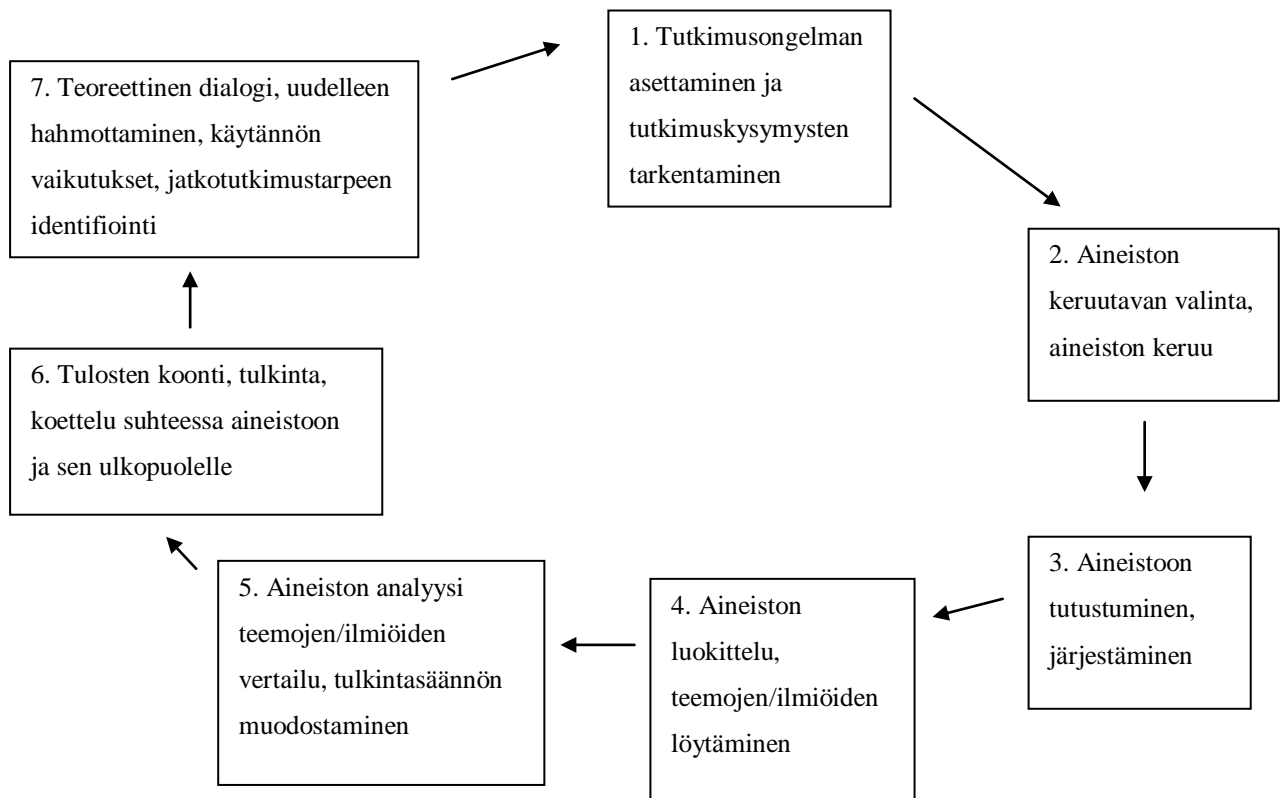 1. Tutkimusongelman
asettaminen ja
tutkimuskysymysten
tarkentaminen
2. Aineiston
keruutavan valinta,
aineiston keruu
3. Aineistoon
tutustuminen,
järjestäminen
4. Aineiston
luokittelu,
teemojen/ilmiöiden
löytäminen
5. Aineiston analyysi
teemojen/ilmiöiden
vertailu, tulkintasäännön
muodostaminen
6. Tulosten koonti, tulkinta,
koettelu suhteessa aineistoon
ja sen ulkopuolelle
7. Teoreettinen dialogi, uudelleen
hahmottaminen, käytännön
vaikutukset, jatkotutkimustarpeen
identifiointi